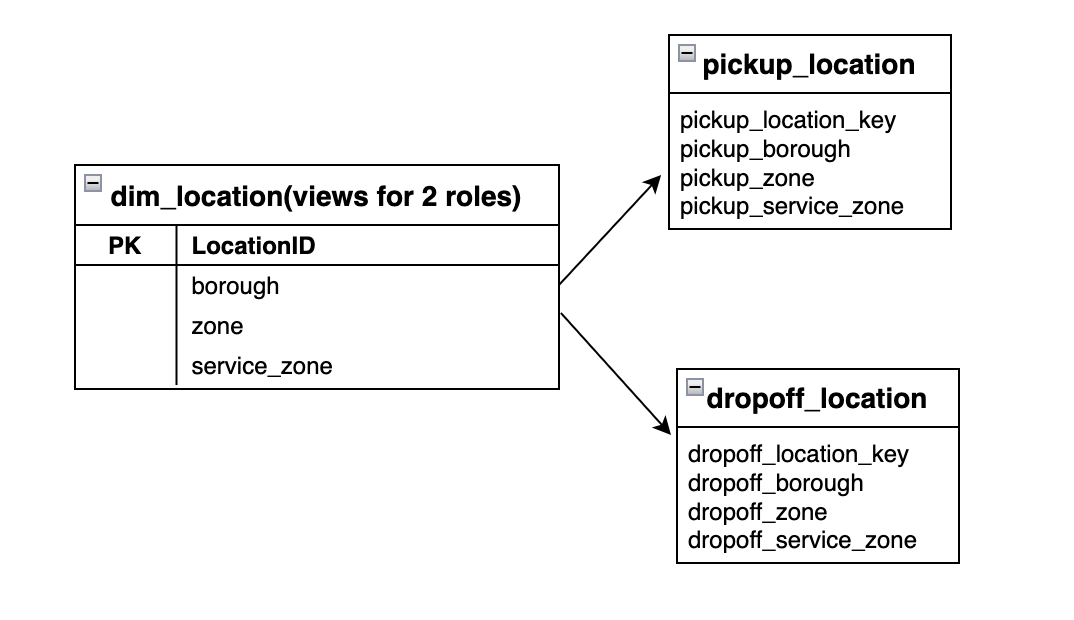 dim_location(views for 2 roles)
PK LocationID
borough
zone
service_zone
pickup_location
pickup_location_key
pickup_borough
pickup_zone
pickup_service_zone
dropoff_location
dropoff_location_key
dropoff_borough
dropoff_zone
dropoff_service_zone